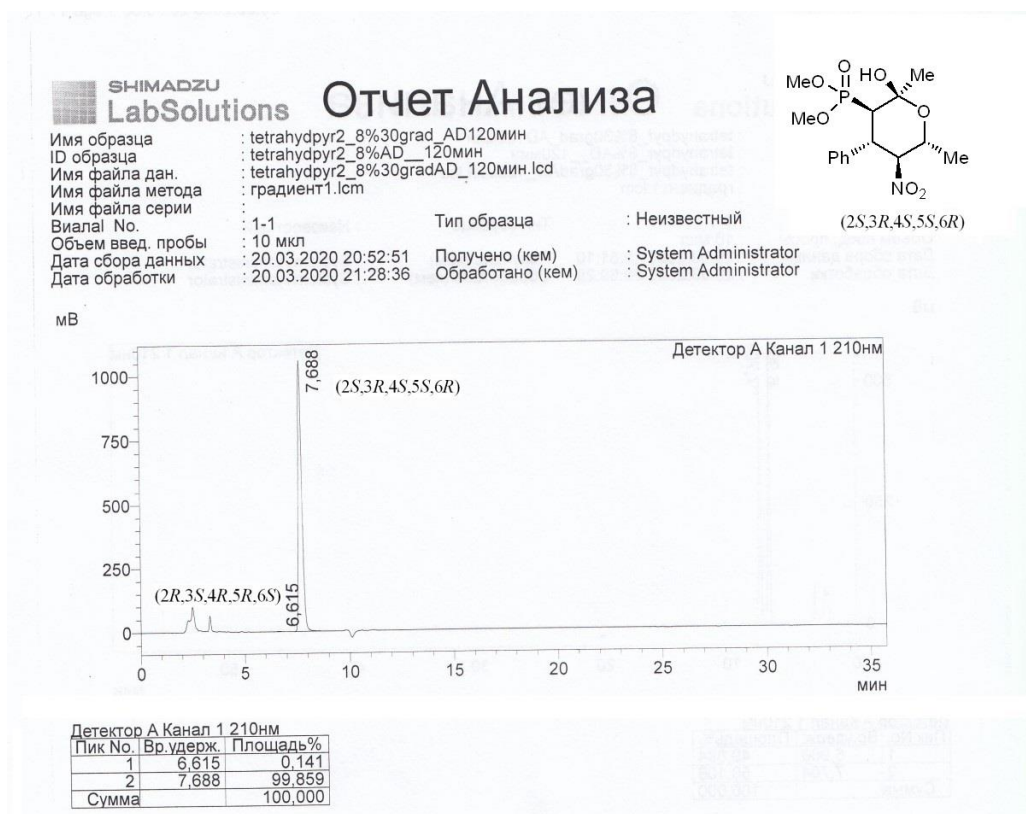 SHIMADZU
LabSolutions
Отчет Анализа
Имя образца : tetrahydpyr2_8%30grad_AD120мин
ID образца : tetrahydpyr2_8%AD__120мин
Имя файла дан. : tetrahydpyr2_8%30gradAD_120мин.lcd
Имя файла метода : градиент1.lcm
Имя файла серии :
Виалal No. : 1-1 Тип образца : Неизвестный
Объем введ. пробы : 10 мкл
Дата сбора данных : 20.03.2020 20:52:51 Получено (кем) : System Administrator
Дата обработки : 20.03.2020 21:28:36 Обработано (кем) : System Administrator
O HO Me
MeO P O
MeO
Ph Me
NO2
(2S,3R,4S,5S,6R)
мВ
Детектор А Канал 1 210нм
1000
750
500
250
0
7,688
(2S,3R,4S,5S,6R)
(2R,3S,4R,5R,6S)
6,615
0 5 10 15 20 25 30 35
мин
Детектор А Канал 1 210нм
Пик No. Вр.удерж. Площадь%
1 6,615 0,141
2 7,688 99,859
Сумма 100,000